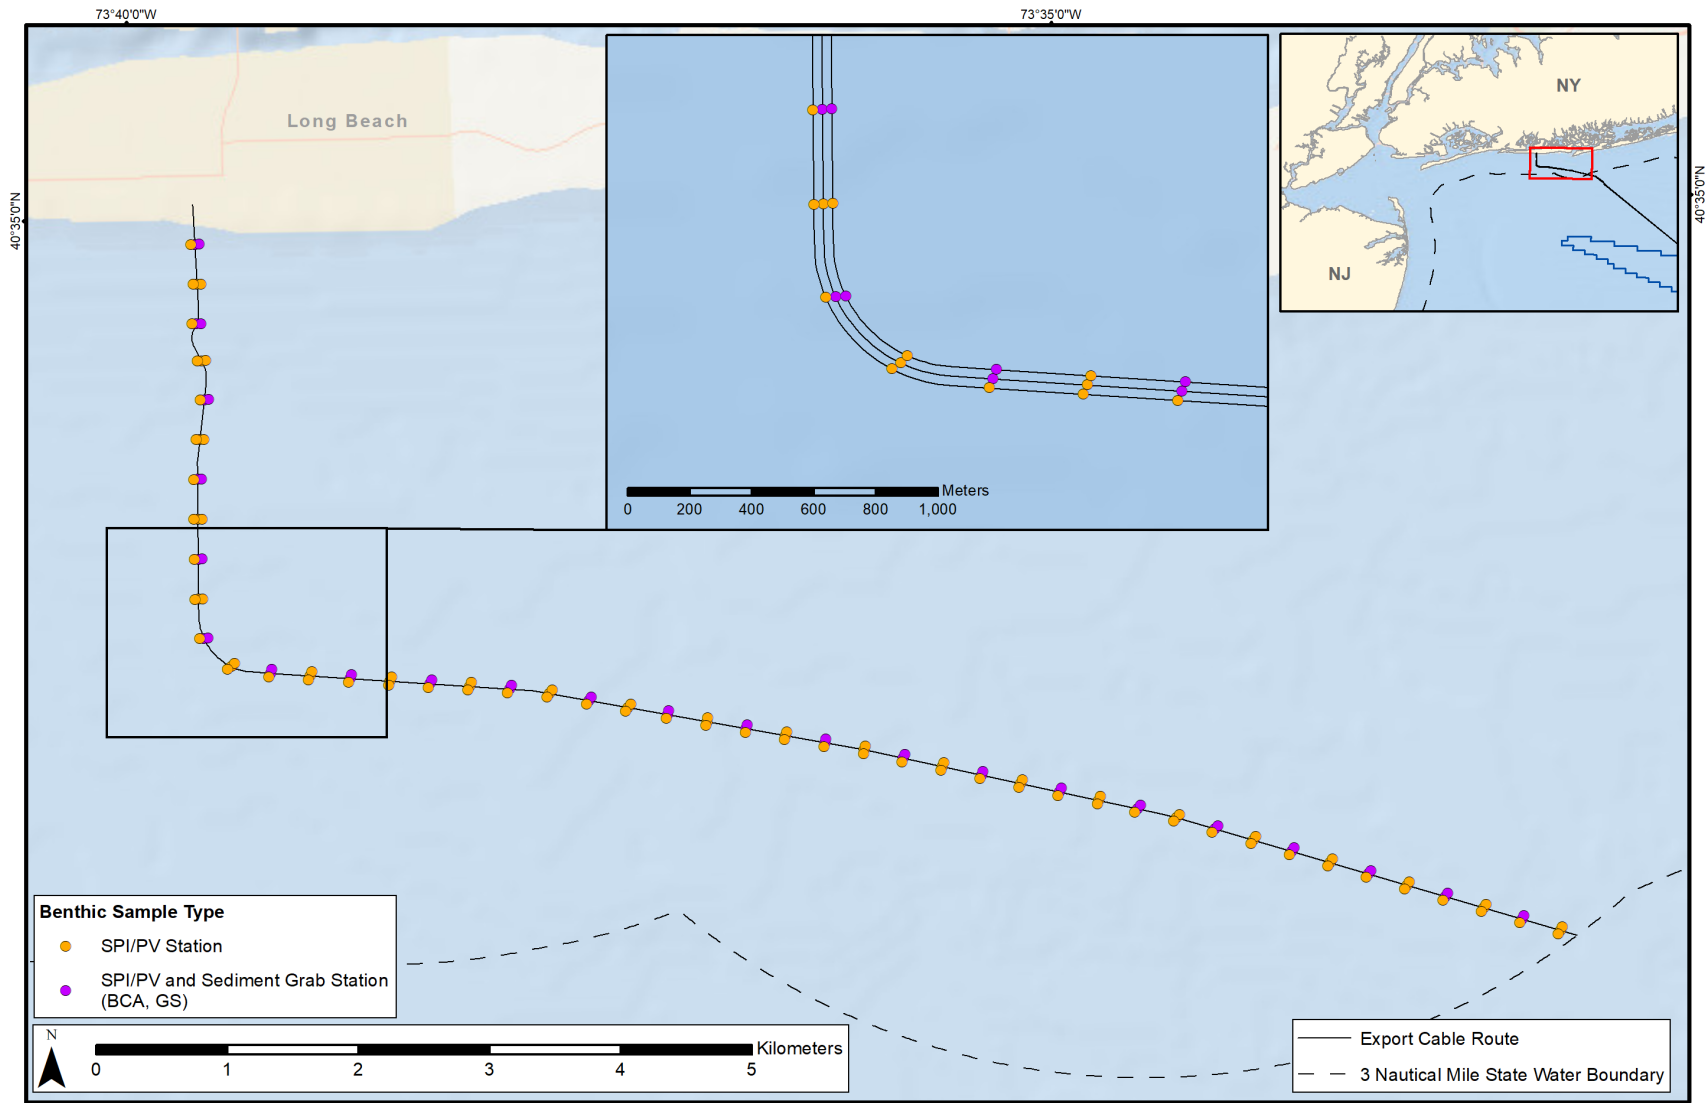 73°40'0"W
73°35'0"W
40°35'0"N
40°35'0"N
Long Beach
NY
NJ
Meters
0 200 400 600 800 1,000
Benthic Sample Type
SPI/PV Station
SPI/PV and Sediment Grab Station
(BCA, GS)
N
Kilometers
0 1 2 3 4 5
Export Cable Route
3 Nautical Mile State Water Boundary